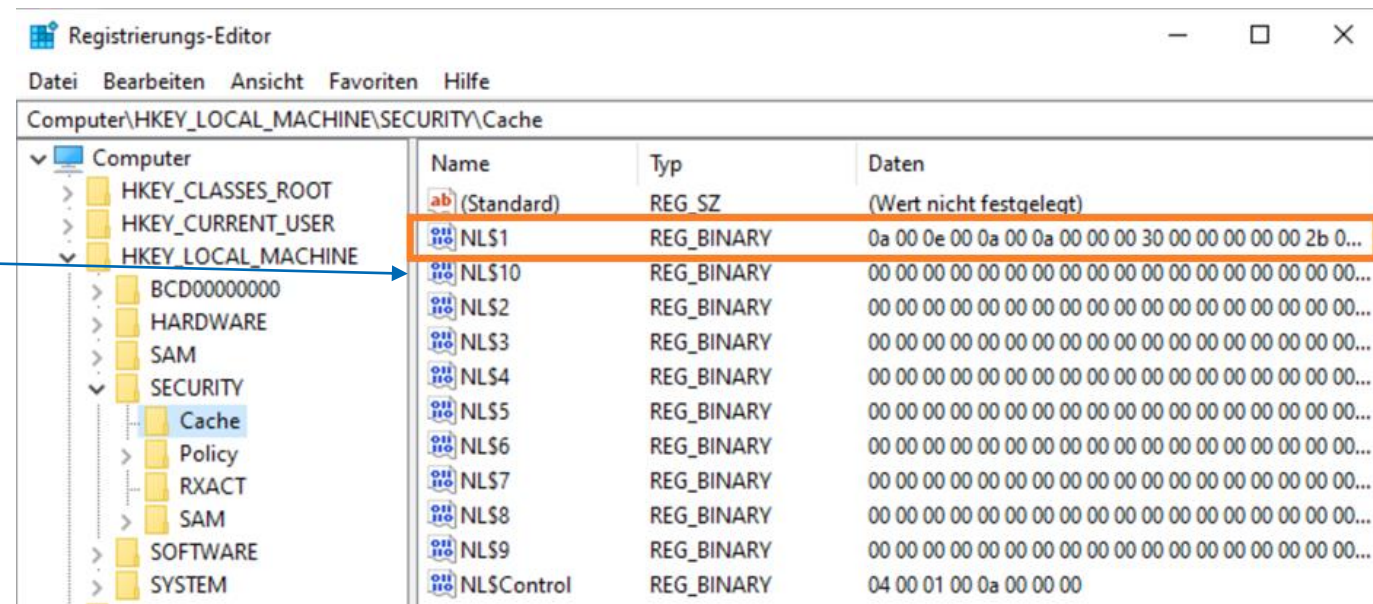 Registrierungs-Editor
Datei Bearbeiten Ansicht Favoriten Hilfe
Computer\HKEY_LOCAL_MACHINE\SECURITY\Cache
Computer
HKEY_CLASSES_ROOT
HKEY_CURRENT_USER
HKEY_LOCAL_MACHINE
BCD00000000
HARDWARE
SAM
SECURITY
Cache
Policy
RXACT
SAM
SOFTWARE
SYSTEM
Name Typ Daten
(Standard) REG_SZ (Wert nicht festgelegt)
NL$1 REG_BINARY 0a 00 0e 00 0a 00 0a 00 00 00 30 00 00 00 00 00 2b 0...
NL$10 REG_BINARY 00 00 00 00 00 00 00 00 00 00 00 00 00 00 00 00 00 00...
NL$2 REG_BINARY 00 00 00 00 00 00 00 00 00 00 00 00 00 00 00 00 00 00...
NL$3 REG_BINARY 00 00 00 00 00 00 00 00 00 00 00 00 00 00 00 00 00 00...
NL$4 REG_BINARY 00 00 00 00 00 00 00 00 00 00 00 00 00 00 00 00 00 00...
NL$5 REG_BINARY 00 00 00 00 00 00 00 00 00 00 00 00 00 00 00 00 00 00...
NL$6 REG_BINARY 00 00 00 00 00 00 00 00 00 00 00 00 00 00 00 00 00 00...
NL$7 REG_BINARY 00 00 00 00 00 00 00 00 00 00 00 00 00 00 00 00 00 00...
NL$8 REG_BINARY 00 00 00 00 00 00 00 00 00 00 00 00 00 00 00 00 00 00...
NL$9 REG_BINARY 00 00 00 00 00 00 00 00 00 00 00 00 00 00 00 00 00 00...
NL$Control REG_BINARY 04 00 01 00 0a 00 00 00